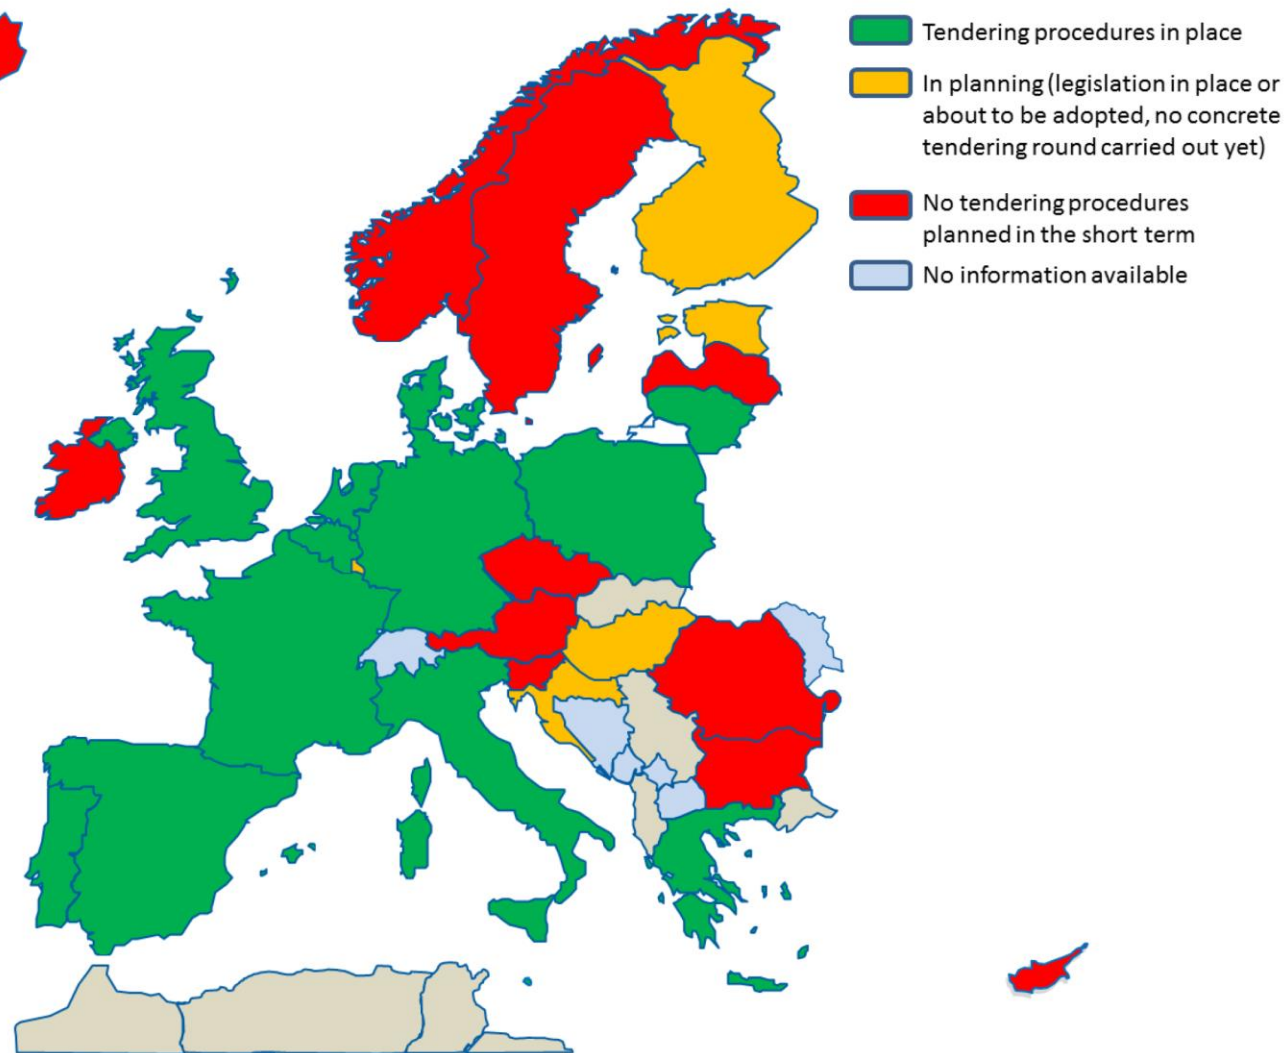 Tendering procedures in place
In planning (legislation in place or
about to be adopted, no concrete
tendering round carried out yet)
No tendering procedures
planned in the short term
No information available